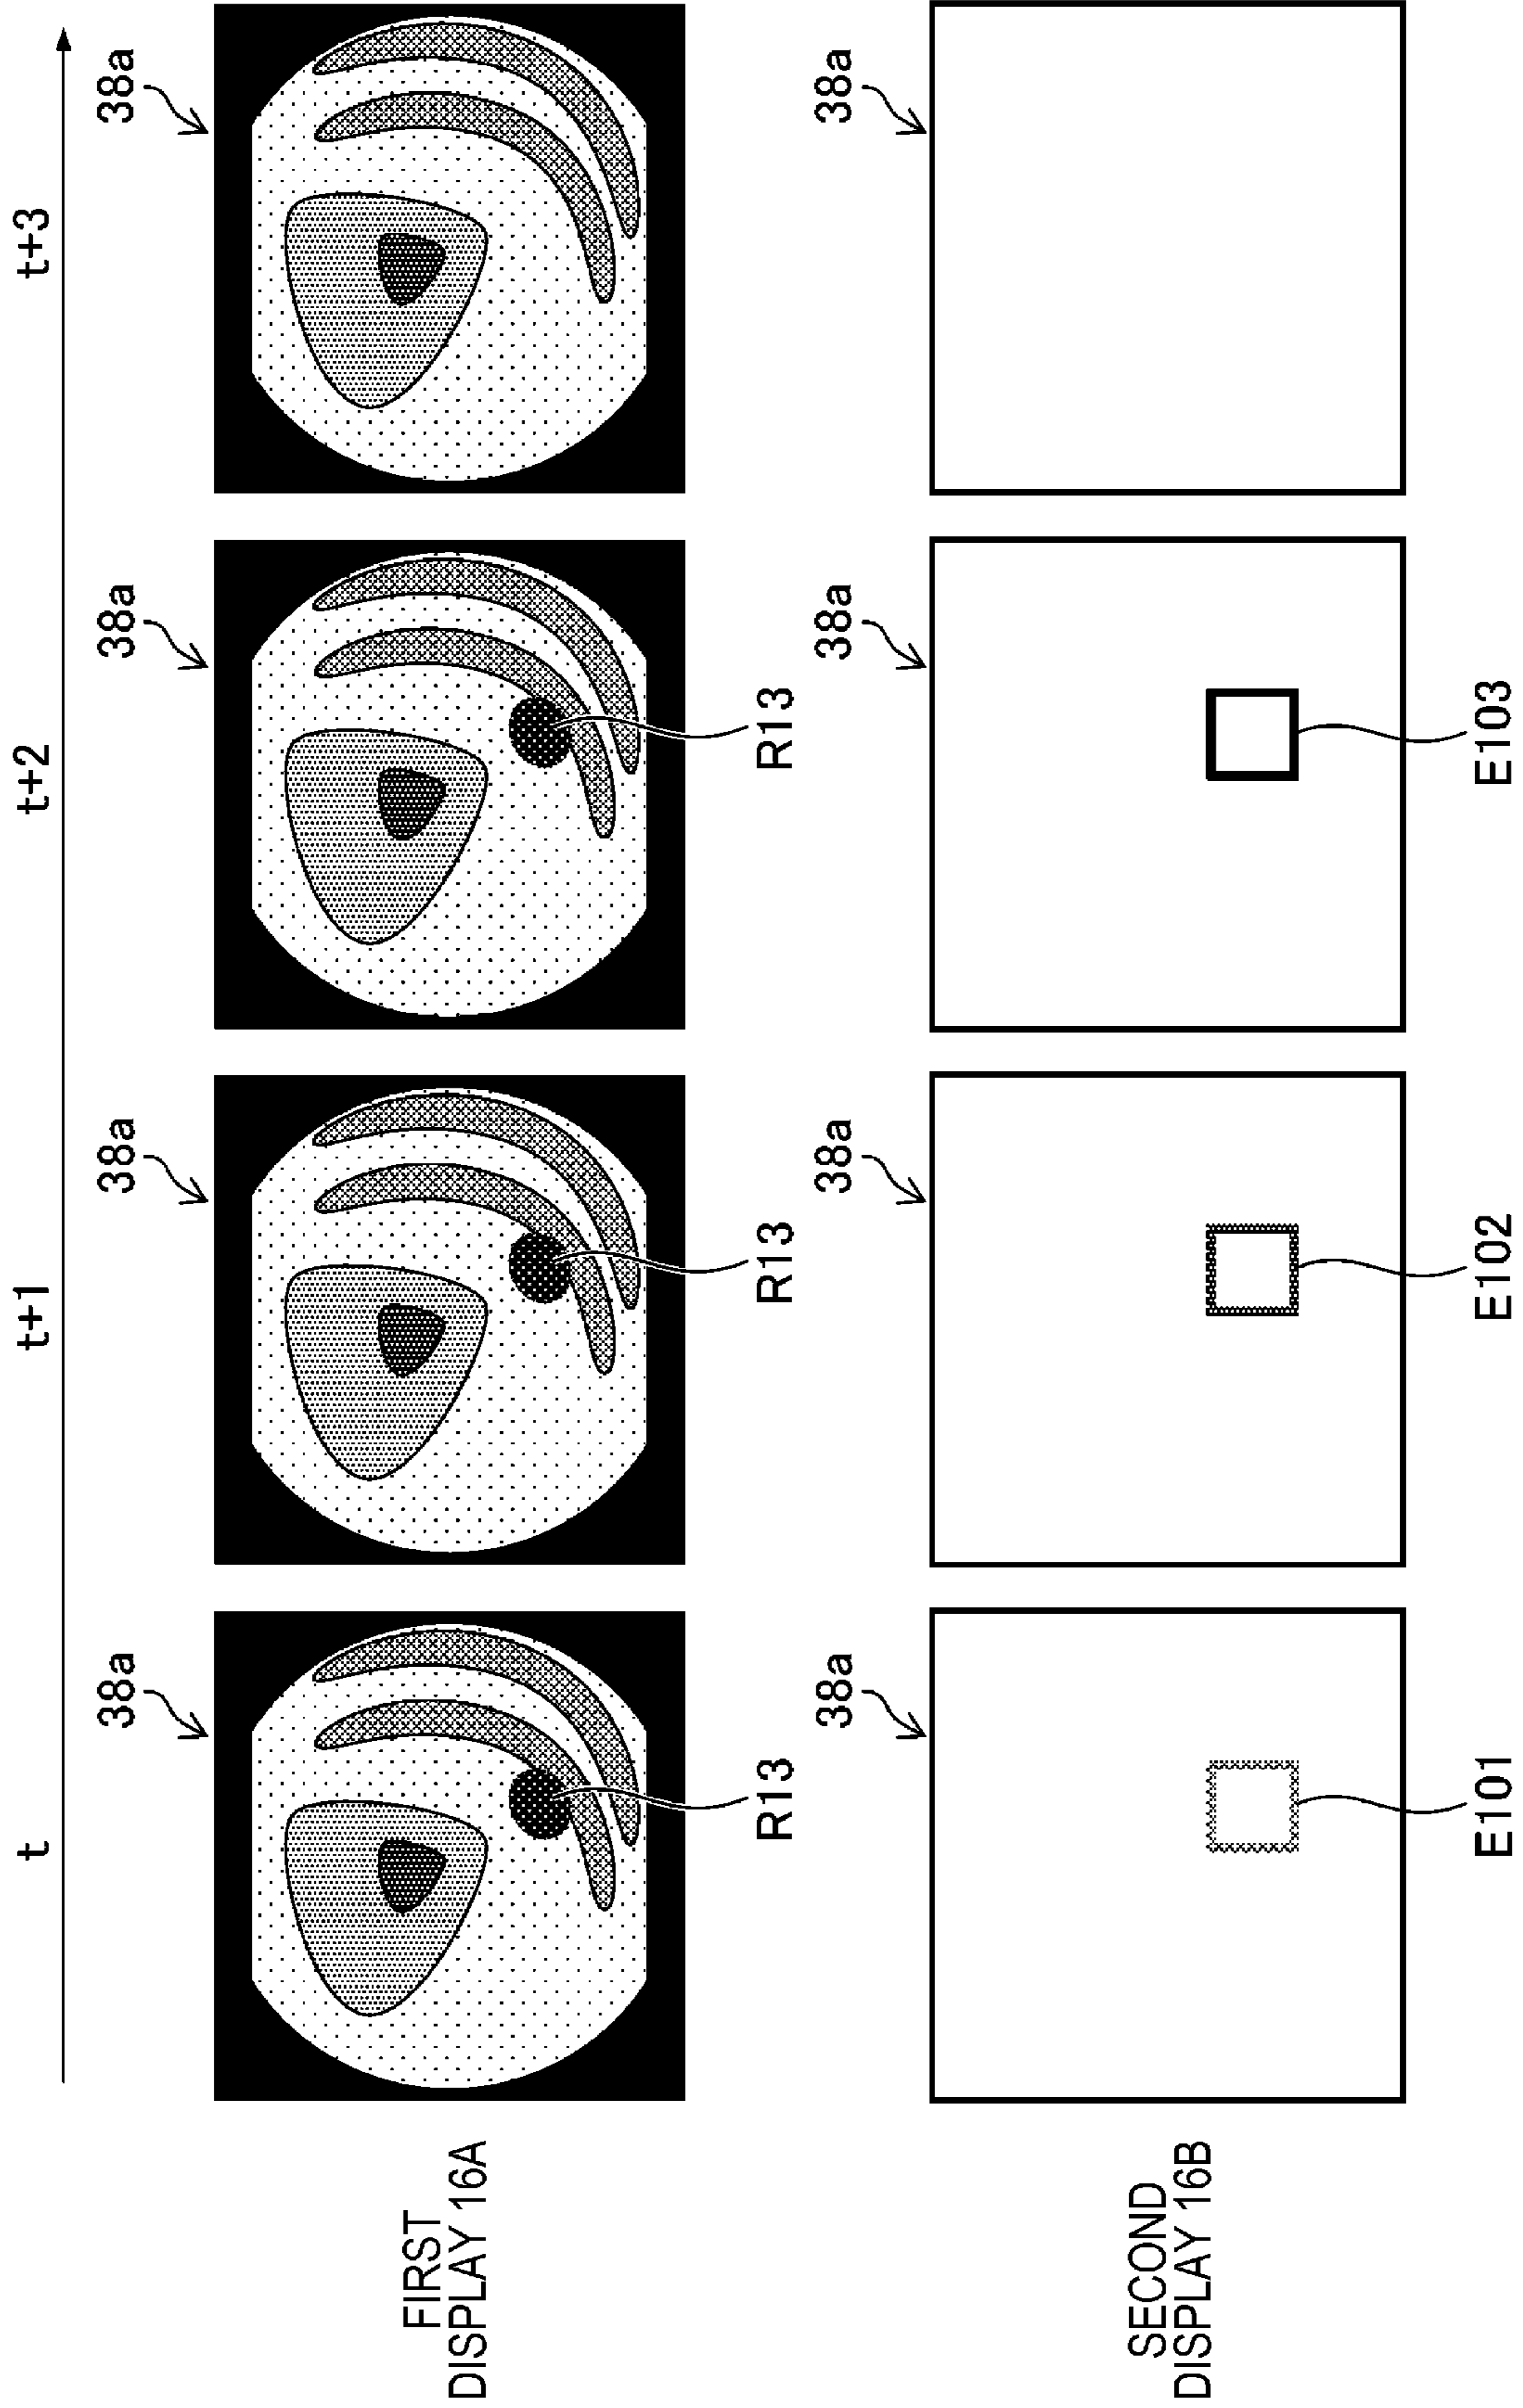 t
t+1
t+2
t+3
38a
38a
38a
38a
FIRST
DISPLAY 16A
R13
R13
R13
38a
38a
38a
38a
SECOND
DISPLAY 16B
E101
E102
E103